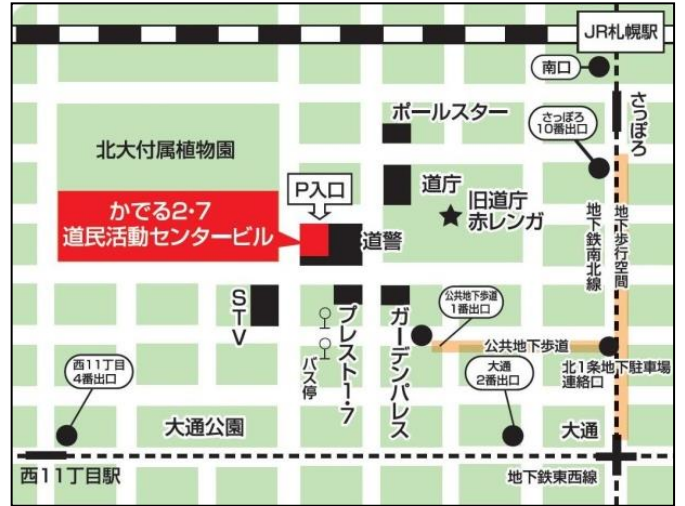 JR札幌駅
南口
さっぽろ
ポールスター
さっぽろ
10番出口
北大付属植物園
P入口
道庁
旧道庁
赤レンガ
かでる2・7
道民活動センタービル
道警
地下鉄南北線
地下歩行空間
STV
バス停
プレスト1・7
ガーデンパレス
公共地下歩道
1番出口
公共地下歩道
北1条地下駐車場
連絡口
西11丁目
4番出口
大通
2番出口
大通公園
大通
西11丁目駅
地下鉄東西線